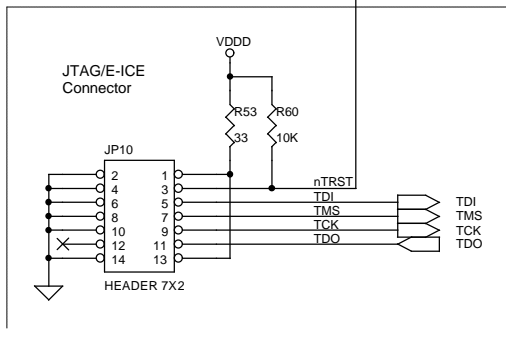 VDDD
JTAG/E-ICE
Connector
R53
R60
33
10K
JP10
2 1
4 3 nTRST
6 5 TDI TDI
8 7 TMS TMS
10 9 TCK TCK
12 11 TDO TDO
14 13
HEADER 7X2